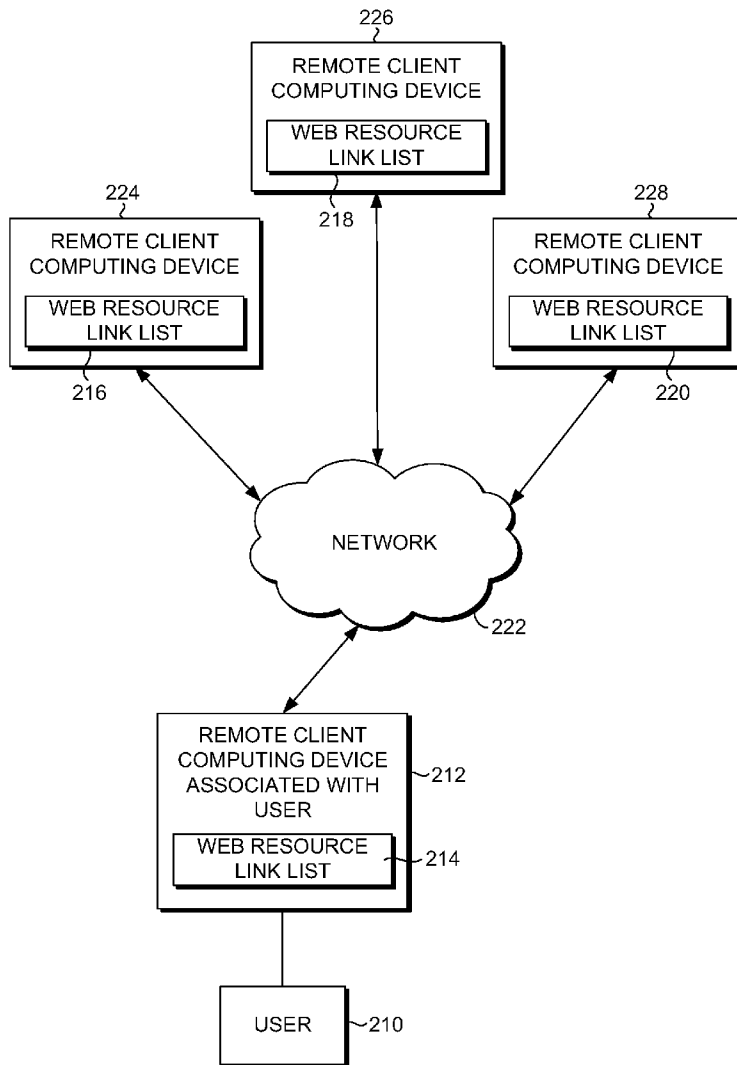 226
REMOTE CLIENT
COMPUTING DEVICE
WEB RESOURCE
LINK LIST
218
224
REMOTE CLIENT
COMPUTING DEVICE
WEB RESOURCE
LINK LIST
216
228
REMOTE CLIENT
COMPUTING DEVICE
WEB RESOURCE
LINK LIST
220
NETWORK
222
REMOTE CLIENT
COMPUTING DEVICE
ASSOCIATED WITH
USER
212
WEB RESOURCE
LINK LIST
214
USER
210